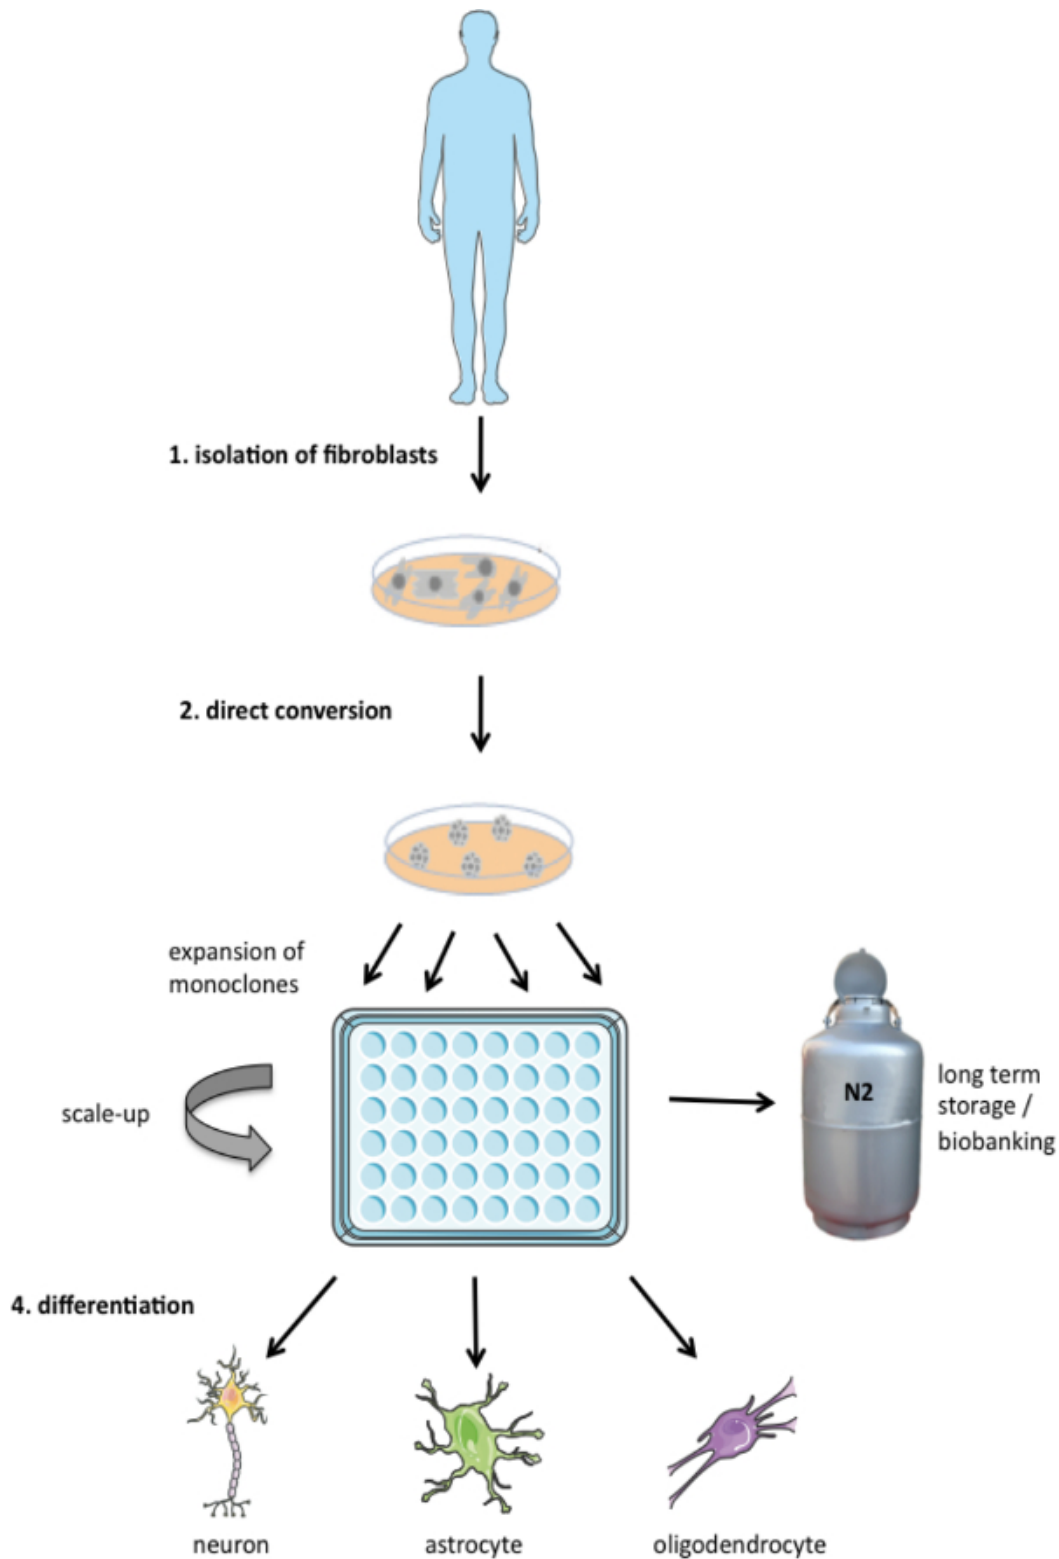 1. isolation of fibroblasts
2. direct conversion
expansion of
monoclones
scale-up
N2
long term
storage /
biobanking
4. differentiation
neuron
astrocyte
oligodendrocyte